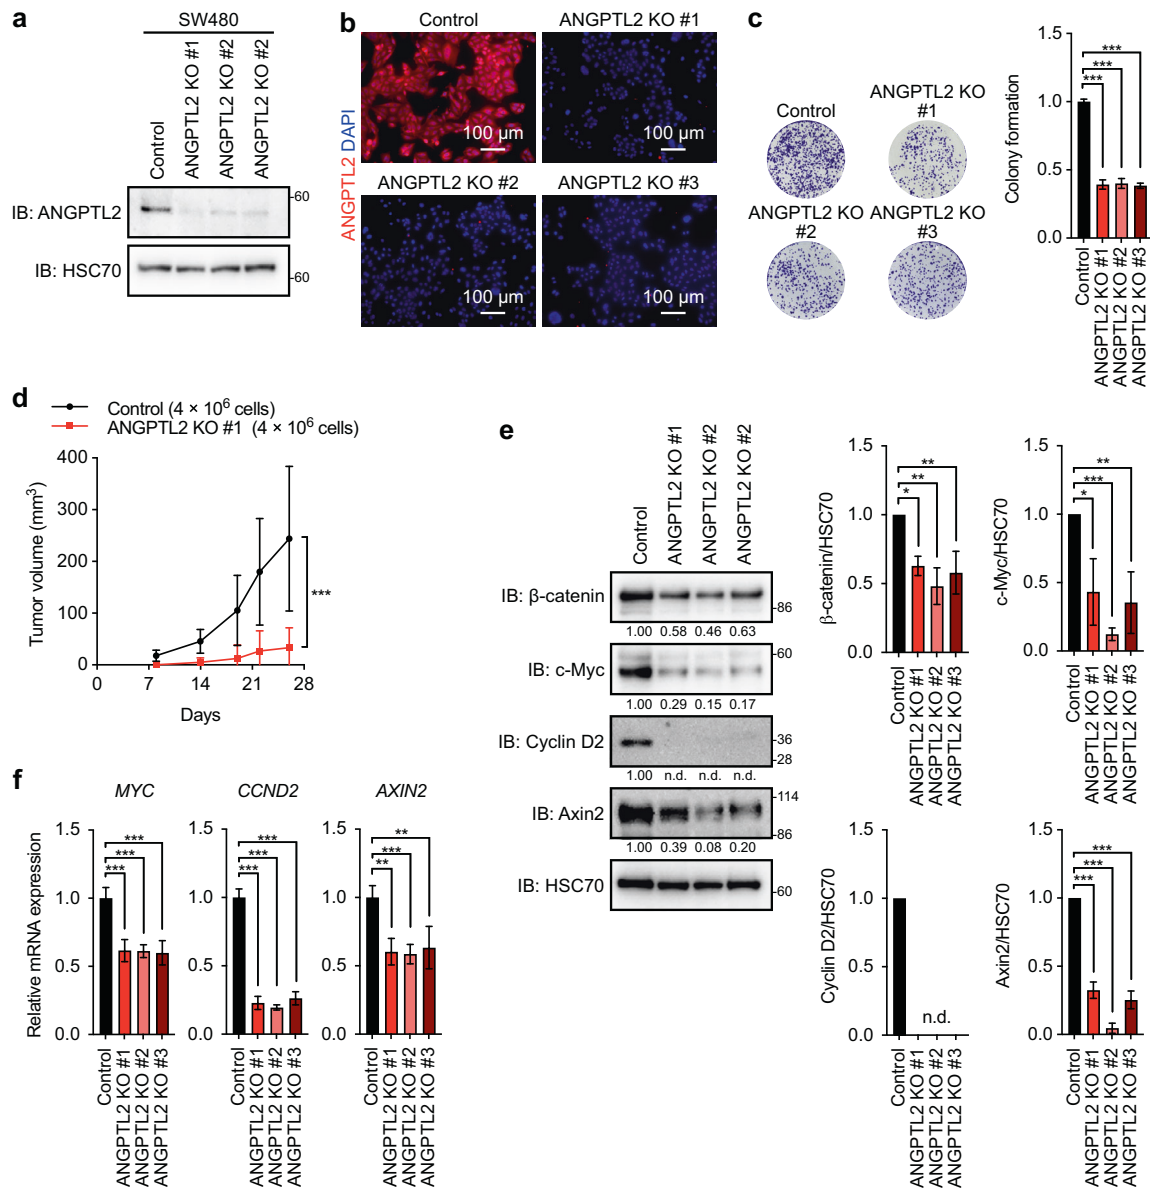 a
SW480
Control
ANGPTL2 KO #1
ANGPTL2 KO #2
ANGPTL2 KO #2
IB: ANGPTL2
-60
IB: HSC70
-60
b
ANGPTL2 DAPI
Control
ANGPTL2 KO #1
100 µm
100 µm
ANGPTL2 KO #2
ANGPTL2 KO #3
100 µm
100 µm
c
Control
ANGPTL2 KO
#1
ANGPTL2 KO
#2
ANGPTL2 KO
#3
Colony formation
1.5
1.0
0.5
0.0
***
***
***
Control
ANGPTL2 KO #1
ANGPTL2 KO #2
ANGPTL2 KO #3
d
Control (4 × 10⁶ cells)
ANGPTL2 KO #1 (4 × 10⁶ cells)
Tumor volume (mm³)
400
300
200
100
0
***
0 7 14 21 28
Days
e
Control
ANGPTL2 KO #1
ANGPTL2 KO #2
ANGPTL2 KO #2
IB: β-catenin
86
1.00 0.58 0.46 0.63
IB: c-Myc
60
1.00 0.29 0.15 0.17
IB: Cyclin D2
36
28
1.00 n.d. n.d. n.d.
IB: Axin2
114
86
1.00 0.39 0.08 0.20
IB: HSC70
60
β-catenin/HSC70
1.5
1.0
0.5
0.0
**
**
*
Control
ANGPTL2 KO #1
ANGPTL2 KO #2
ANGPTL2 KO #3
c-Myc/HSC70
1.5
1.0
0.5
0.0
**
***
*
Control
ANGPTL2 KO #1
ANGPTL2 KO #2
ANGPTL2 KO #3
Cyclin D2/HSC70
1.5
1.0
0.5
0.0
n.d.
Control
ANGPTL2 KO #1
ANGPTL2 KO #2
ANGPTL2 KO #3
Axin2/HSC70
1.5
1.0
0.5
0.0
***
***
***
Control
ANGPTL2 KO #1
ANGPTL2 KO #2
ANGPTL2 KO #3
f
Relative mRNA expression
MYC
1.5
1.0
0.5
0.0
***
***
***
Control
ANGPTL2 KO #1
ANGPTL2 KO #2
ANGPTL2 KO #3
CCND2
1.5
1.0
0.5
0.0
***
***
***
Control
ANGPTL2 KO #1
ANGPTL2 KO #2
ANGPTL2 KO #3
AXIN2
1.5
1.0
0.5
0.0
**
***
**
Control
ANGPTL2 KO #1
ANGPTL2 KO #2
ANGPTL2 KO #3